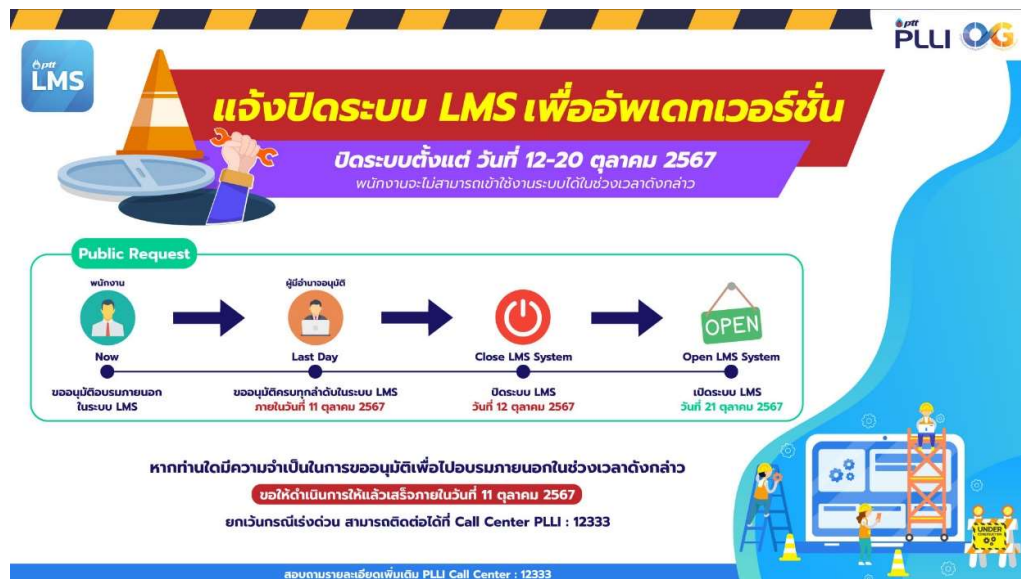 ptt
PLLI OG
ptt
LMS
แจ้งปิดระบบ LMS เพื่ออัพเดทเวอร์ชั่น
ปิดระบบตั้งแต่ วันที่ 12-20 ตุลาคม 2567
พนักงานจะไม่สามารถเข้าใช้งานระบบได้ในช่วงเวลาดังกล่าว
Public Request
พนักงาน
ผู้มีอำนาจอนุมัติ
OPEN
Now
Last Day
Close LMS System
Open LMS System
ขออนุมัติอบรมภายนอก
ในระบบ LMS
ขออนุมัติครบทุกลำดับในระบบ LMS
ภายในวันที่ 11 ตุลาคม 2567
ปิดระบบ LMS
วันที่ 12 ตุลาคม 2567
เปิดระบบ LMS
วันที่ 21 ตุลาคม 2567
หากท่านใดมีความจำเป็นในการขออนุมัติเพื่อไปอบรมภายนอกในช่วงเวลาดังกล่าว
ขอให้ดำเนินการให้แล้วเสร็จภายในวันที่ 11 ตุลาคม 2567
ยกเว้นกรณีเร่งด่วน สามารถติดต่อได้ที่ Call Center PLLI : 12333
UNDER
CONSTRUCTION
สอบถามรายละเอียดเพิ่มเติม PLLI Call Center : 12333